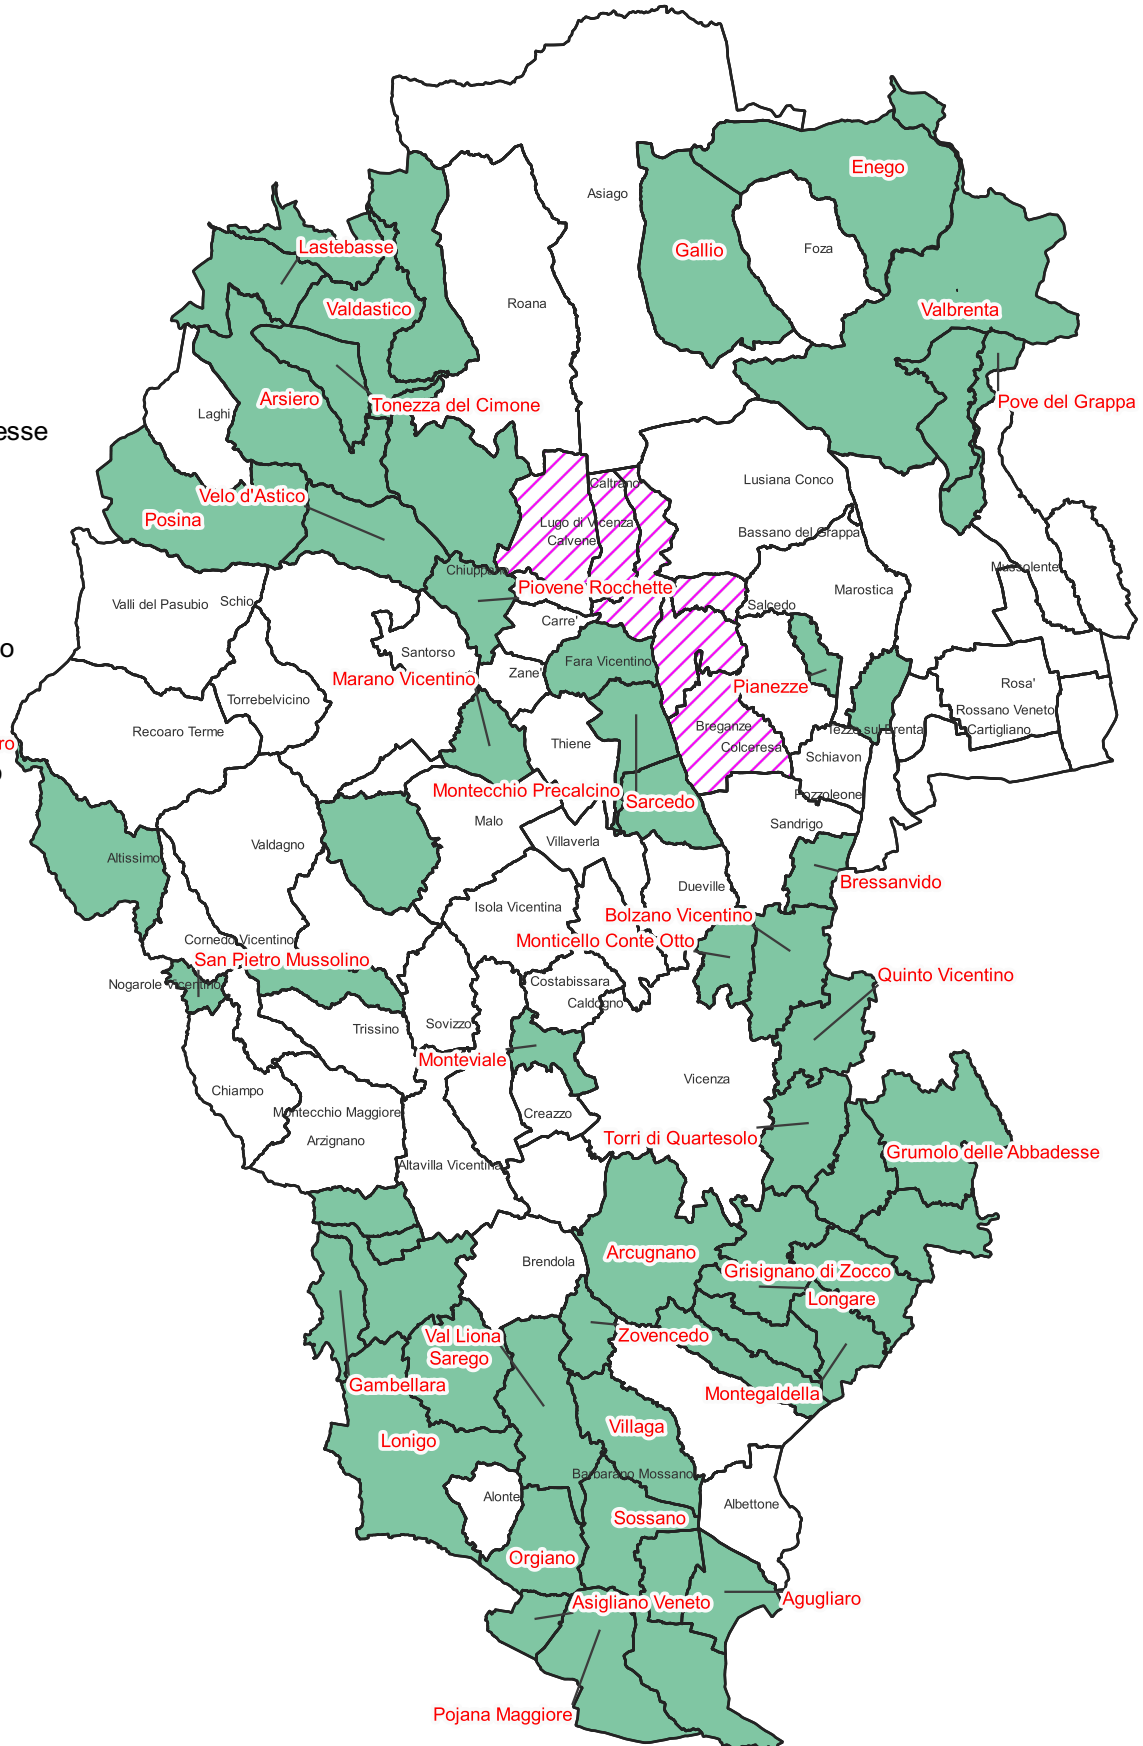 Asiago
Enego
Foza
Gallio
Lastebasse
Roana
Valdastico
Valbrenta
Arsiero
Tonezza del Cimone
Pove del Grappa
Laghi
esse
Lusiana Conco
Caltrano
Velo d'Astico
Posina
Lugo di Vicenza
Bassano del Grappa
Calvene
Mussolente
Chiuppano
Piovene Rocchette
Marostica
Valli del Pasubio
Schio
Salcedo
Carre'
o
Santorso
Fara Vicentino
Zane'
Marano Vicentino
Pianezze
Rosa'
Torrebelvicino
Rossano Veneto
Breganze
Tezze sul Brenta
Cartigliano
Recoaro Terme
ro
Thiene
Colceresa
Schiavon
Montecchio Precalcino
Pozzoleone
Sarcedo
Malo
Sandrigo
Villaverla
Valdagno
Altissimo
Bressanvido
Dueville
Isola Vicentina
Bolzano Vicentino
Cornedo Vicentino
Monticello Conte Otto
San Pietro Mussolino
Quinto Vicentino
Nogarole Vicentino
Costabissara
Caldogno
Trissino
Sovizzo
Monteviale
Vicenza
Chiampo
Montecchio Maggiore
Creazzo
Arzignano
Torri di Quartesolo
Grumolo delle Abbadesse
Altavilla Vicentina
Arcugnano
Brendola
Grisignano di Zocco
Longare
Val Liona
Zovencedo
Sarego
Gambellara
Montegaldella
Villaga
Lonigo
Barbarano Mossano
Alonte
Albettone
Sossano
Orgiano
Asigliano Veneto
Agugliaro
Pojana Maggiore